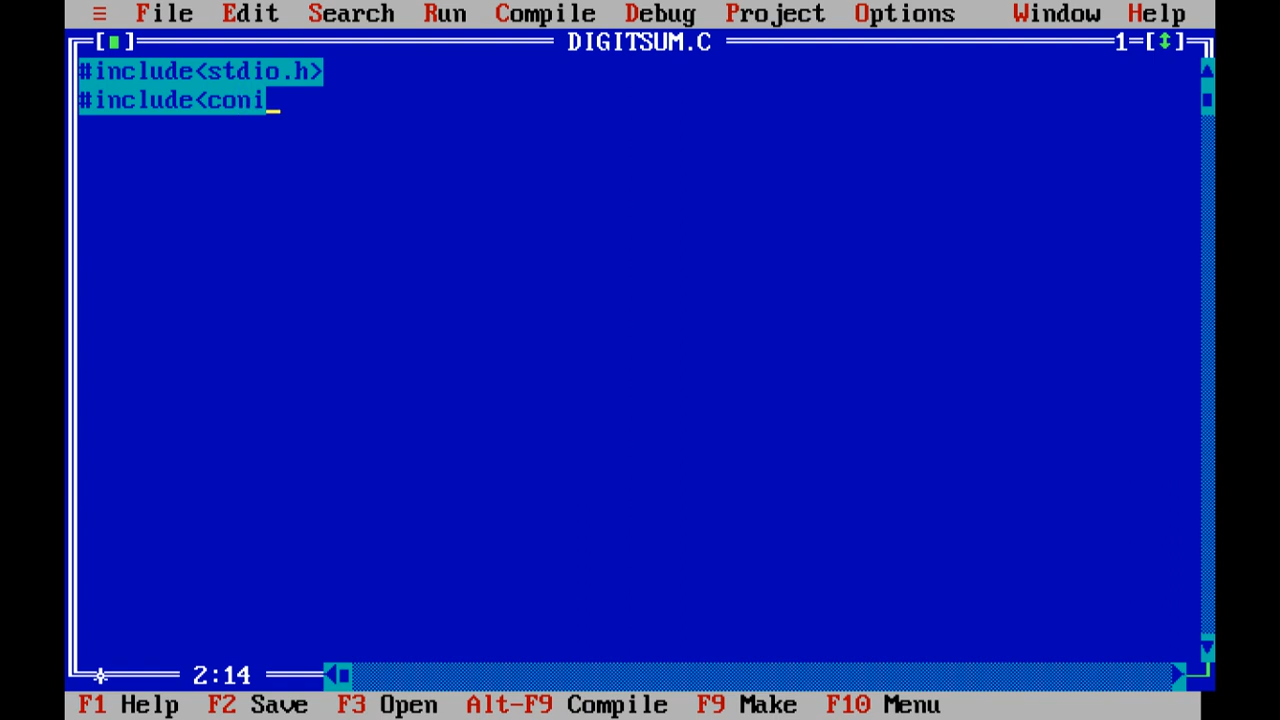 ≡ File Edit Search Run Compile Debug Project Options Window Help
[■] DIGITSUM.C 1=[↕]
#include<stdio.h>
#include<coni_
* 2:14
F1 Help F2 Save F3 Open Alt-F9 Compile F9 Make F10 Menu